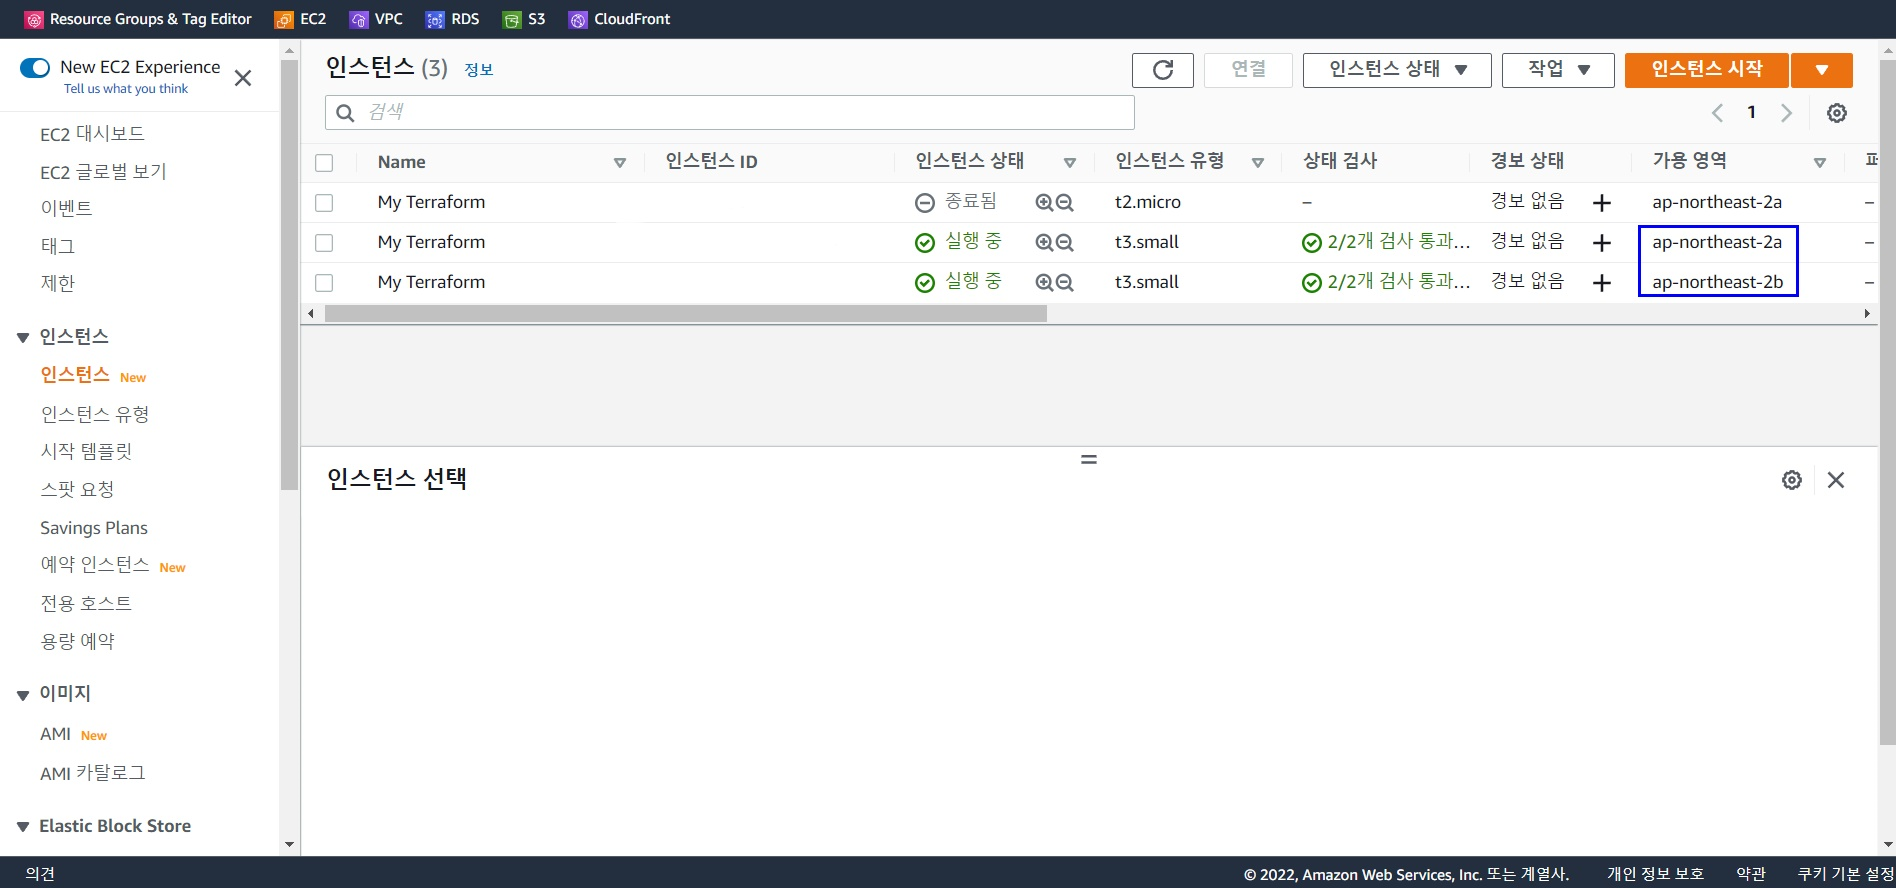 Resource Groups & Tag Editor EC2 VPC RDS S3 CloudFront
New EC2 Experience
Tell us what you think
EC2 대시보드
EC2 글로벌 보기
이벤트
태그
제한
인스턴스
인스턴스 New
인스턴스 유형
시작 템플릿
스팟 요청
Savings Plans
예약 인스턴스 New
전용 호스트
용량 예약
이미지
AMI New
AMI 카탈로그
Elastic Block Store
인스턴스 (3) 정보
연결 인스턴스 상태 작업 인스턴스 시작
검색
1
Name 인스턴스 ID 인스턴스 상태 인스턴스 유형 상태 검사 경보 상태 가용 영역
My Terraform 종료됨 t2.micro – 경보 없음 ap-northeast-2a –
My Terraform 실행 중 t3.small 2/2개 검사 통과... 경보 없음 ap-northeast-2a –
My Terraform 실행 중 t3.small 2/2개 검사 통과... 경보 없음 ap-northeast-2b –
인스턴스 선택
의견 © 2022, Amazon Web Services, Inc. 또는 계열사. 개인 정보 보호 약관 쿠키 기본 설정